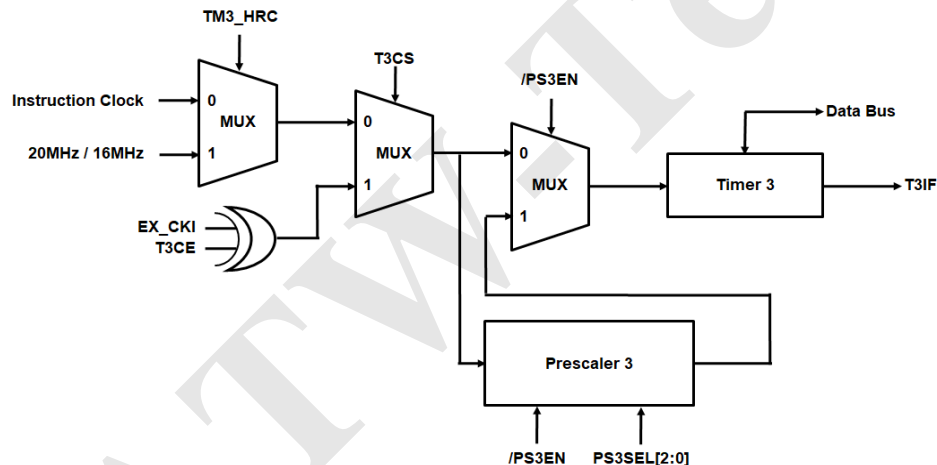 TM3_HRC
T3CS
/PS3EN
Instruction Clock
0
MUX
20MHz / 16MHz
1
0
MUX
1
0
MUX
1
Data Bus
Timer 3
T3IF
EX_CKI
T3CE
Prescaler 3
/PS3EN
PS3SEL[2:0]